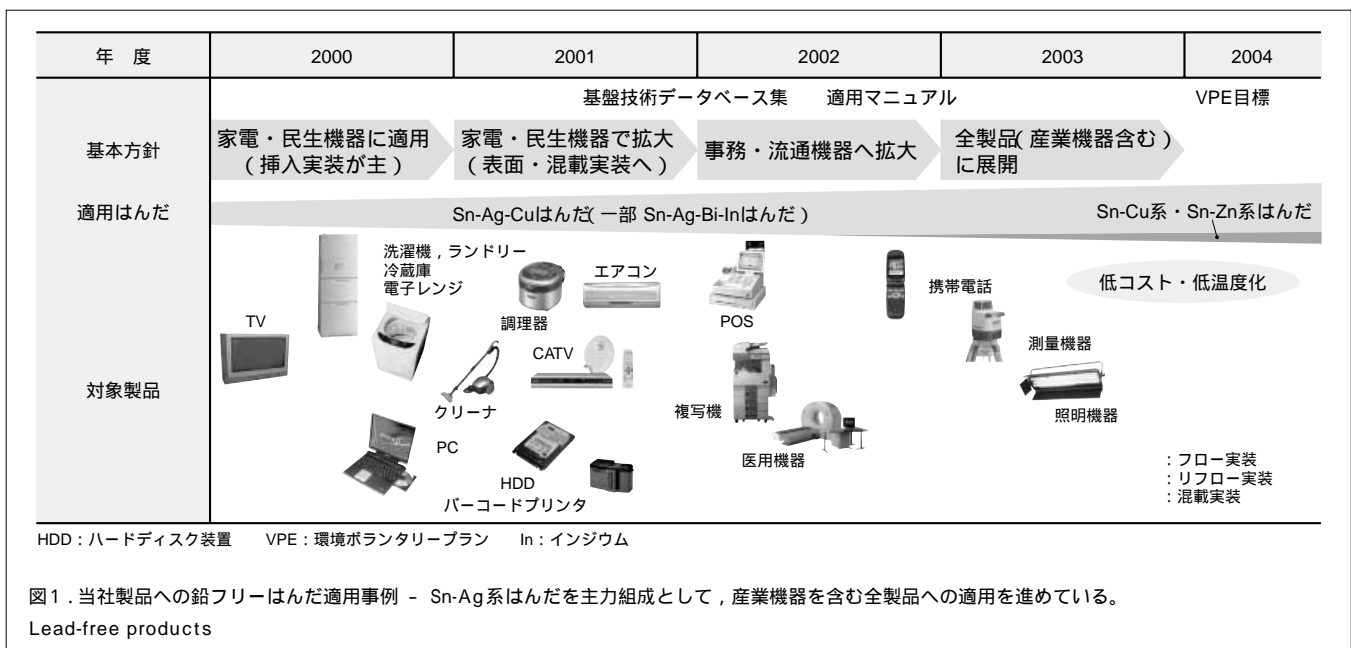 年 度 2000 2001 2002 2003 2004
基盤技術データベース集 適用マニュアル VPE目標
基本方針
家電・民生機器に適用
(挿入実装が主)
家電・民生機器で拡大
(表面・混載実装へ)
事務・流通機器へ拡大
全製品(産業機器含む)
に展開
適用はんだ
Sn-Ag-Cuはんだ(一部 Sn-Ag-Bi-Inはんだ)
Sn-Cu系・Sn-Zn系はんだ
低コスト・低温度化
対象製品
TV
洗濯機,ランドリー
冷蔵庫
電子レンジ
調理器
エアコン
クリーナ
CATV
PC
HDD
バーコードプリンタ
POS
複写機
医用機器
携帯電話
測量機器
照明機器
:フロー実装
:リフロー実装
:混載実装
HDD:ハードディスク装置 VPE:環境ボランタリープラン In:インジウム
図1.当社製品への鉛フリーはんだ適用事例 - Sn-Ag系はんだを主力組成として,産業機器を含む全製品への適用を進めている。
Lead-free products